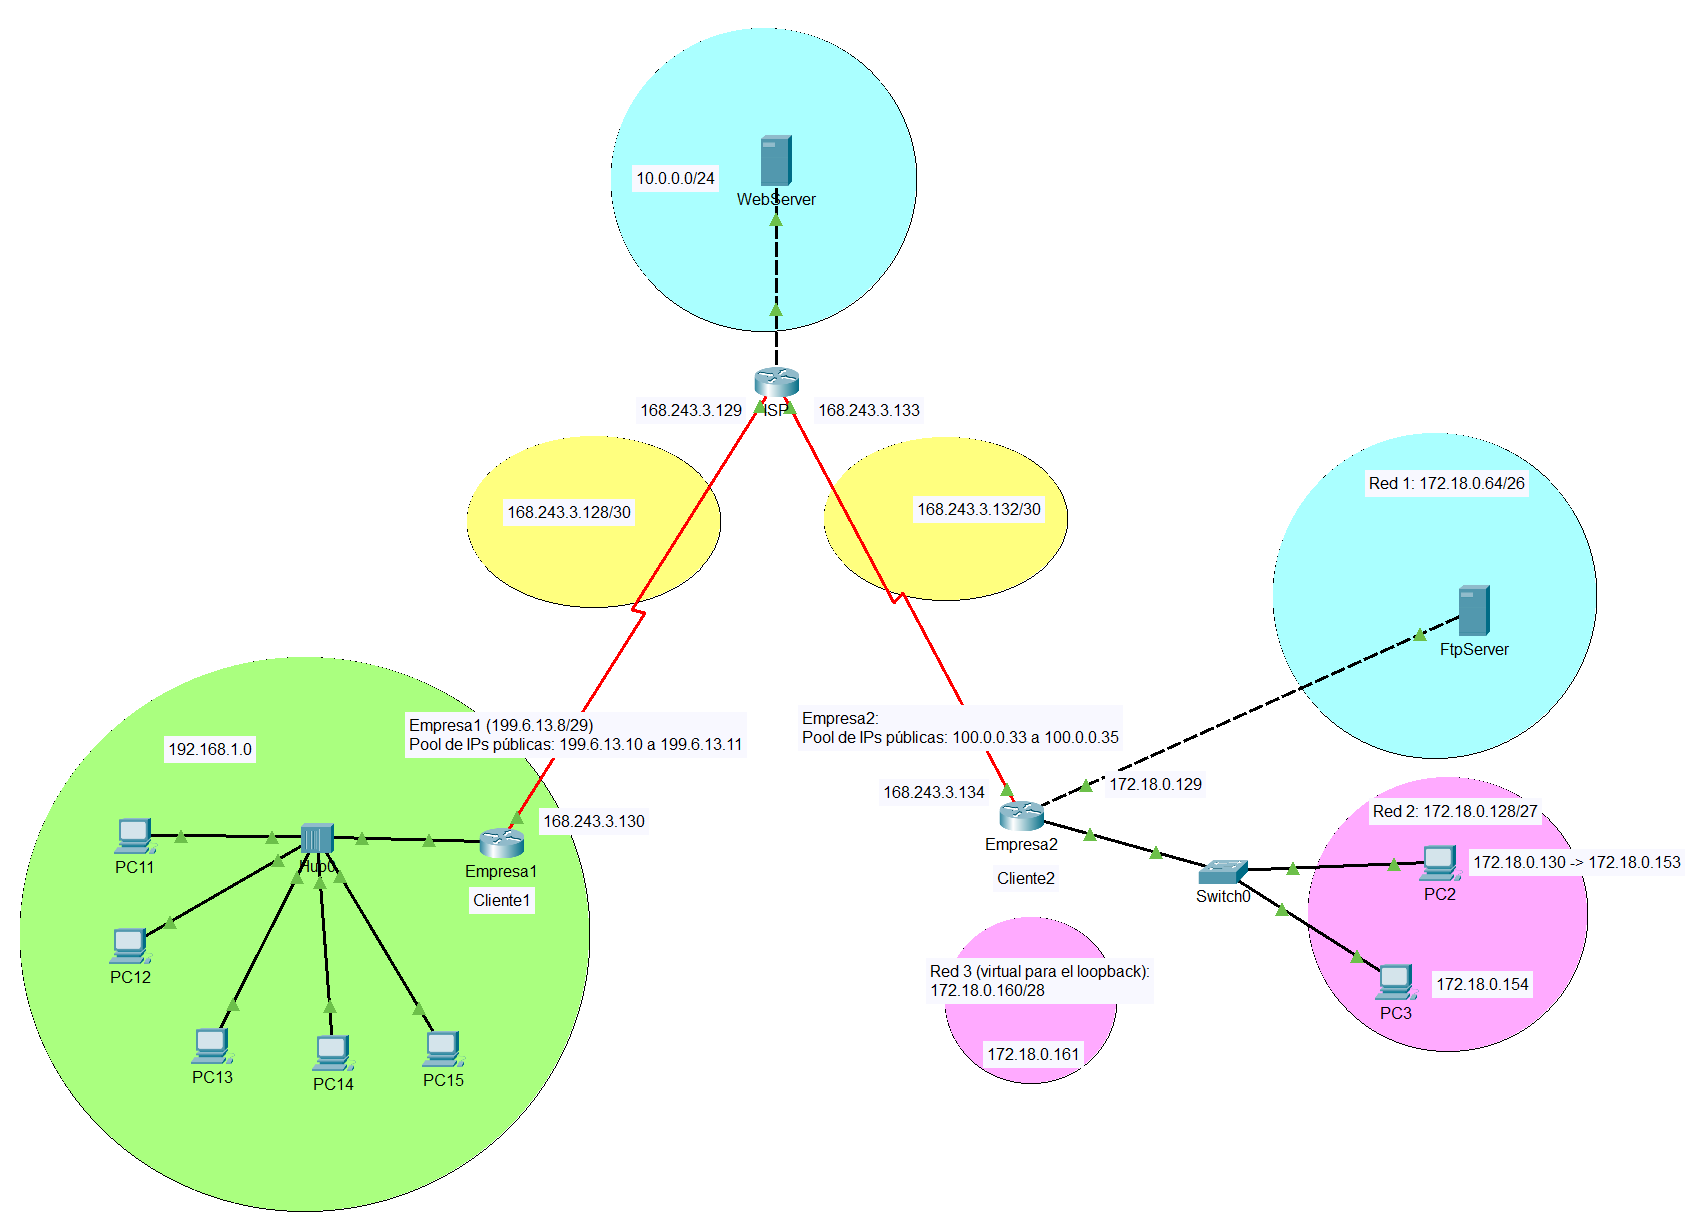 10.0.0.0/24
WebServer
168.243.3.129
ISP
168.243.3.133
168.243.3.128/30
168.243.3.132/30
Red 1: 172.18.0.64/26
FtpServer
Empresa1 (199.6.13.8/29)
Pool de IPs públicas: 199.6.13.10 a 199.6.13.11
Empresa2:
Pool de IPs públicas: 100.0.0.33 a 100.0.0.35
192.168.1.0
172.18.0.129
168.243.3.134
168.243.3.130
Red 2: 172.18.0.128/27
Empresa2
Cliente2
172.18.0.130 -> 172.18.0.153
PC2
Switch0
PC11
Hub0
Empresa1
Cliente1
PC12
Red 3 (virtual para el loopback):
172.18.0.160/28
172.18.0.161
172.18.0.154
PC3
PC13
PC14
PC15